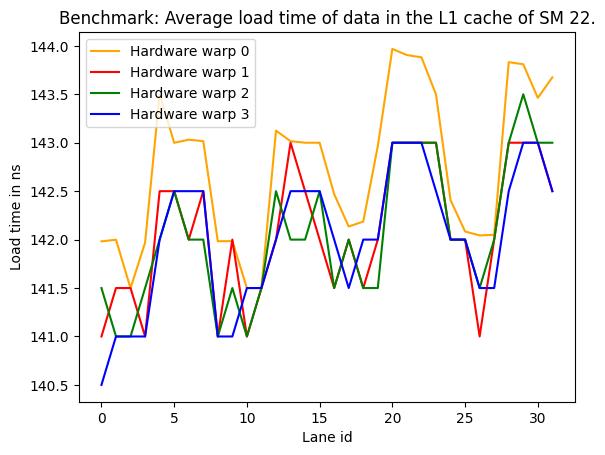 Benchmark: Average load time of data in the L1 cache of SM 22.
Hardware warp 0
Hardware warp 1
Hardware warp 2
Hardware warp 3
Load time in ns
144.0
143.5
143.0
142.5
142.0
141.5
141.0
140.5
0 5 10 15 20 25 30
Lane id